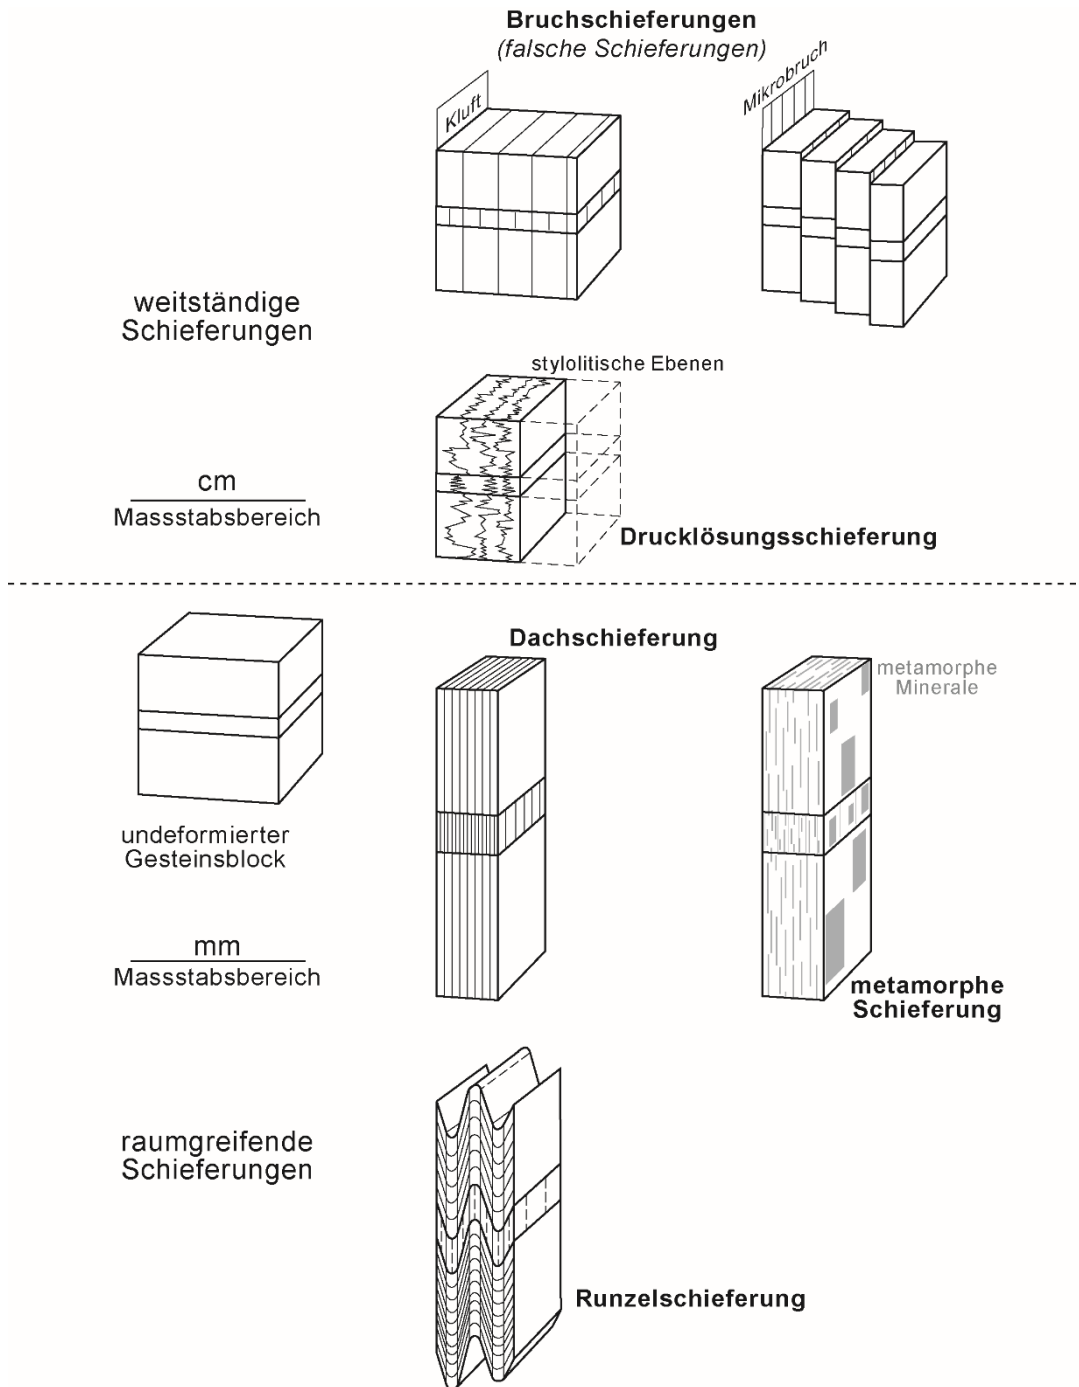 Bruchschieferungen
(falsche Schieferungen)
Kluft
Mikrobruch
weitständige
Schieferungen
stylolitische Ebenen
cm
Massstabsbereich
Drucklösungsschieferung
Dachschieferung
metamorphe
Minerale
undeformierter
Gesteinsblock
mm
Massstabsbereich
metamorphe
Schieferung
raumgreifende
Schieferungen
Runzelschieferung